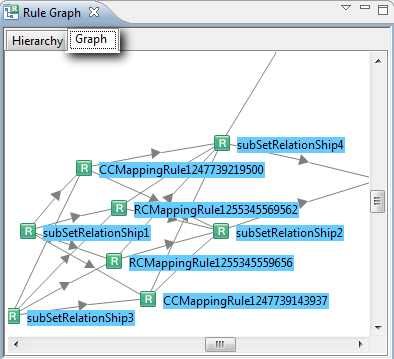 Rule Graph
Hierarchy Graph
subSetRelationShip4
CCMappingRule1247739219500
RCMappingRule1255345569562
subSetRelationShip1
subSetRelationShip2
RCMappingRule1255345559656
CCMappingRule1247739143937
subSetRelationShip3